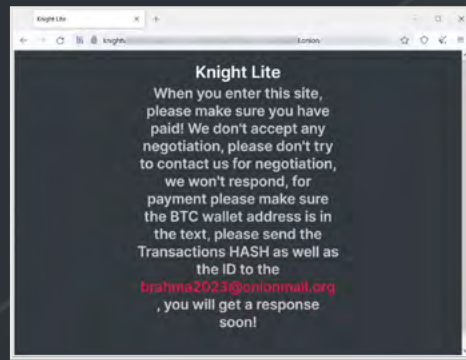 Knight Lite
knight
.onion
Knight Lite
When you enter this site,
please make sure you have
paid! We don't accept any
negotiation, please don't try
to contact us for negotiation,
we won't respond, for
payment please make sure
the BTC wallet address is in
the text, please send the
Transactions HASH as well as
the ID to the
brahma2023@onionmail.org
, you will get a response
soon!